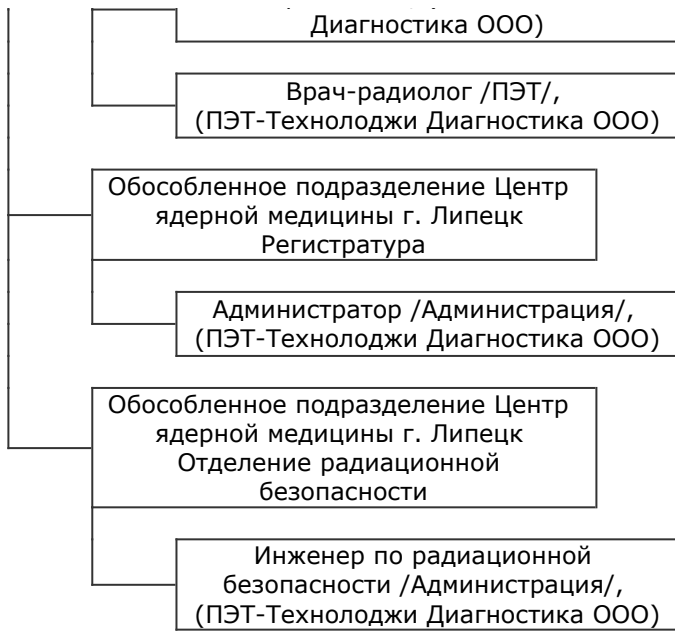 Диагностика ООО)
Врач-радиолог /ПЭТ/,
(ПЭТ-Технолоджи Диагностика ООО)
Обособленное подразделение Центр
ядерной медицины г. Липецк
Регистратура
Администратор /Администрация/,
(ПЭТ-Технолоджи Диагностика ООО)
Обособленное подразделение Центр
ядерной медицины г. Липецк
Отделение радиационной
безопасности
Инженер по радиационной
безопасности /Администрация/,
(ПЭТ-Технолоджи Диагностика ООО)